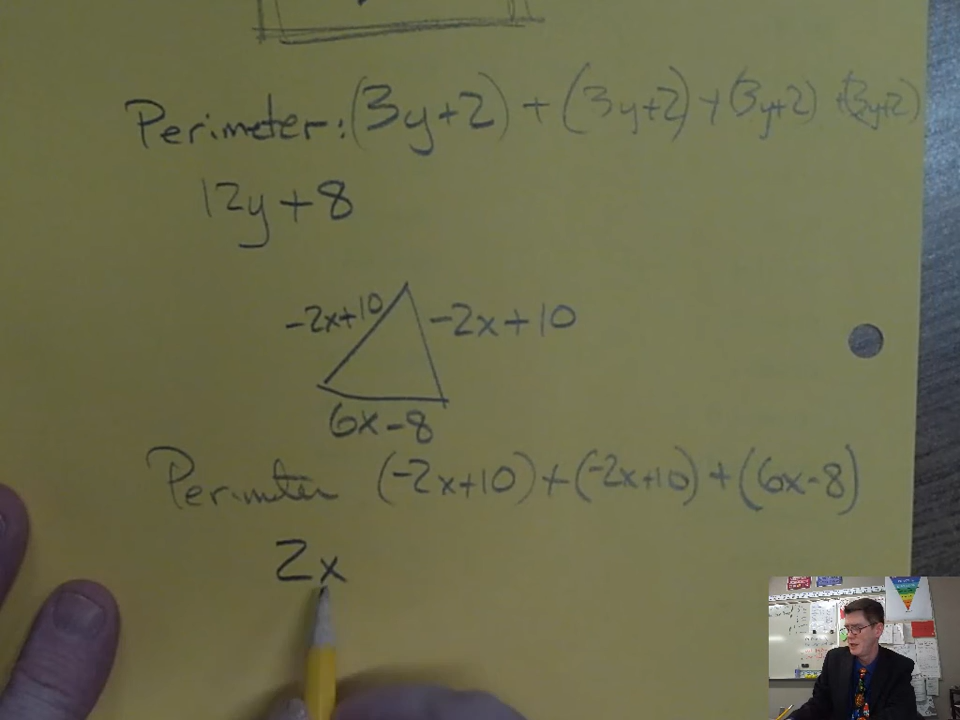 Perimeter: (3y+2) + (3y+2) + (3y+2) + (3y+2)
12y+8
-2x+10 -2x+10
6x-8
Perimeter (-2x+10)+(-2x+10)+(6x-8)
2x